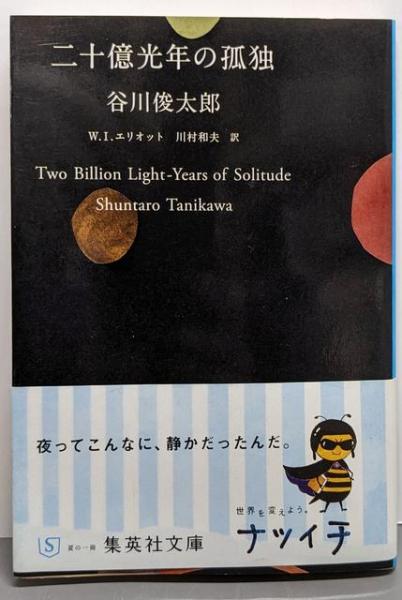 二十億光年の孤独
谷川俊太郎
W.I.エリオット 川村和夫 訳
Two Billion Light-Years of Solitude
Shuntaro Tanikawa
夜ってこんなに、静かだったんだ。
世界を変えよう。
ナツイチ
S 夏の一冊 集英社文庫